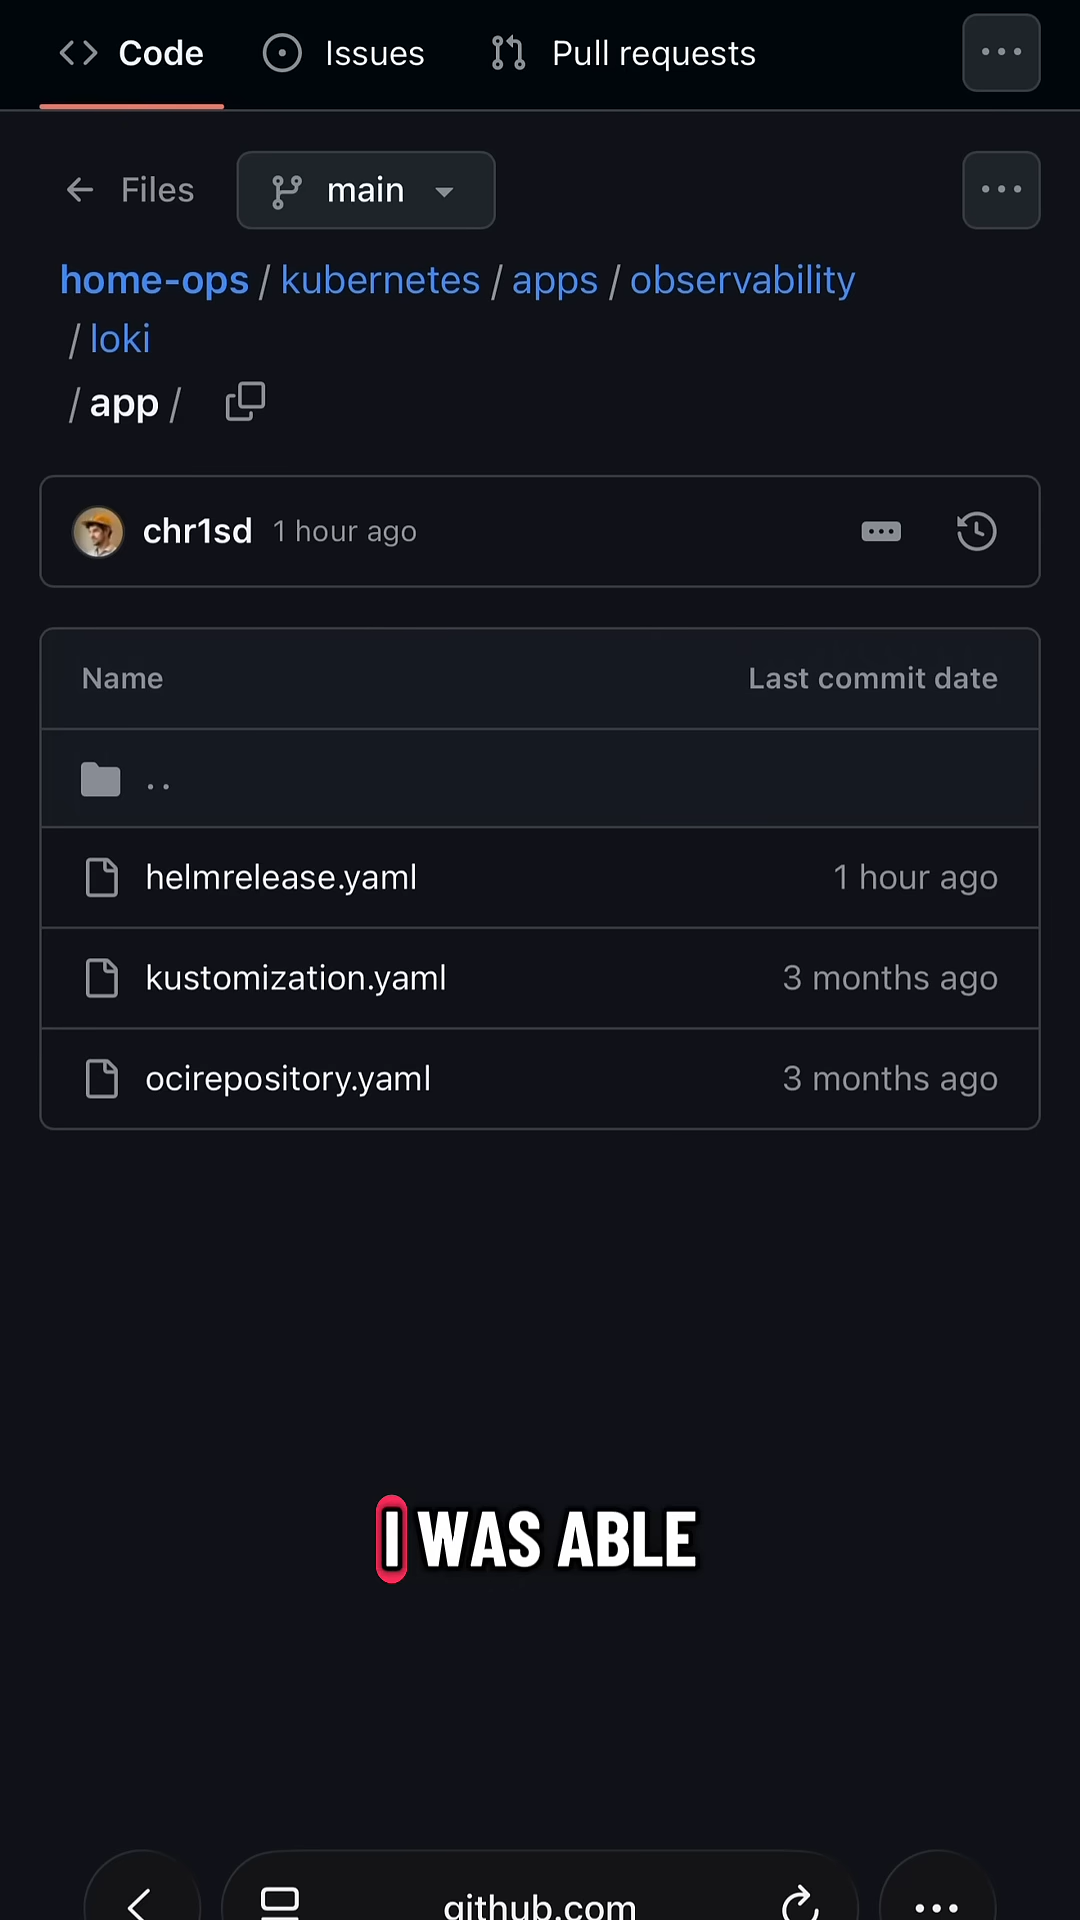 Code Issues Pull requests
Files main
home-ops / kubernetes / apps / observability
/ loki
/ app /
chr1sd 1 hour ago
Name Last commit date
..
helmrelease.yaml 1 hour ago
kustomization.yaml 3 months ago
ocirepository.yaml 3 months ago
I WAS ABLE
github.com